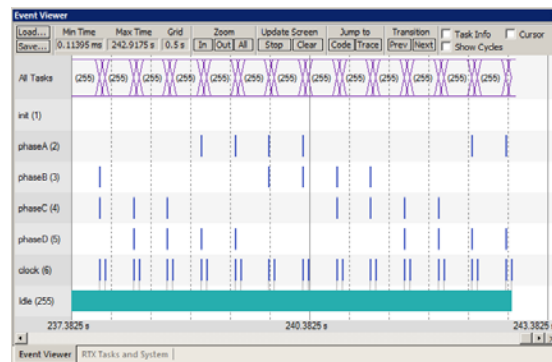 Event Viewer
Load... Min Time Max Time Grid Zoom Update Screen Jump to Transition Task Info Cursor
Save... 0.11395 ms 242.9175 s 0.5 s In Out All Stop Clear Code Trace Prev Next Show Cycles
All Tasks (255) (255) (255) (255) (255) (255) (255) (255) (255) (255) (255) (255) (255)
init (1)
phaseA (2)
phaseB (3)
phaseC (4)
phaseD (5)
clock (6)
Idle (255)
237.3825 s 240.3825 s 243.3825 s
Event Viewer RTX Tasks and System